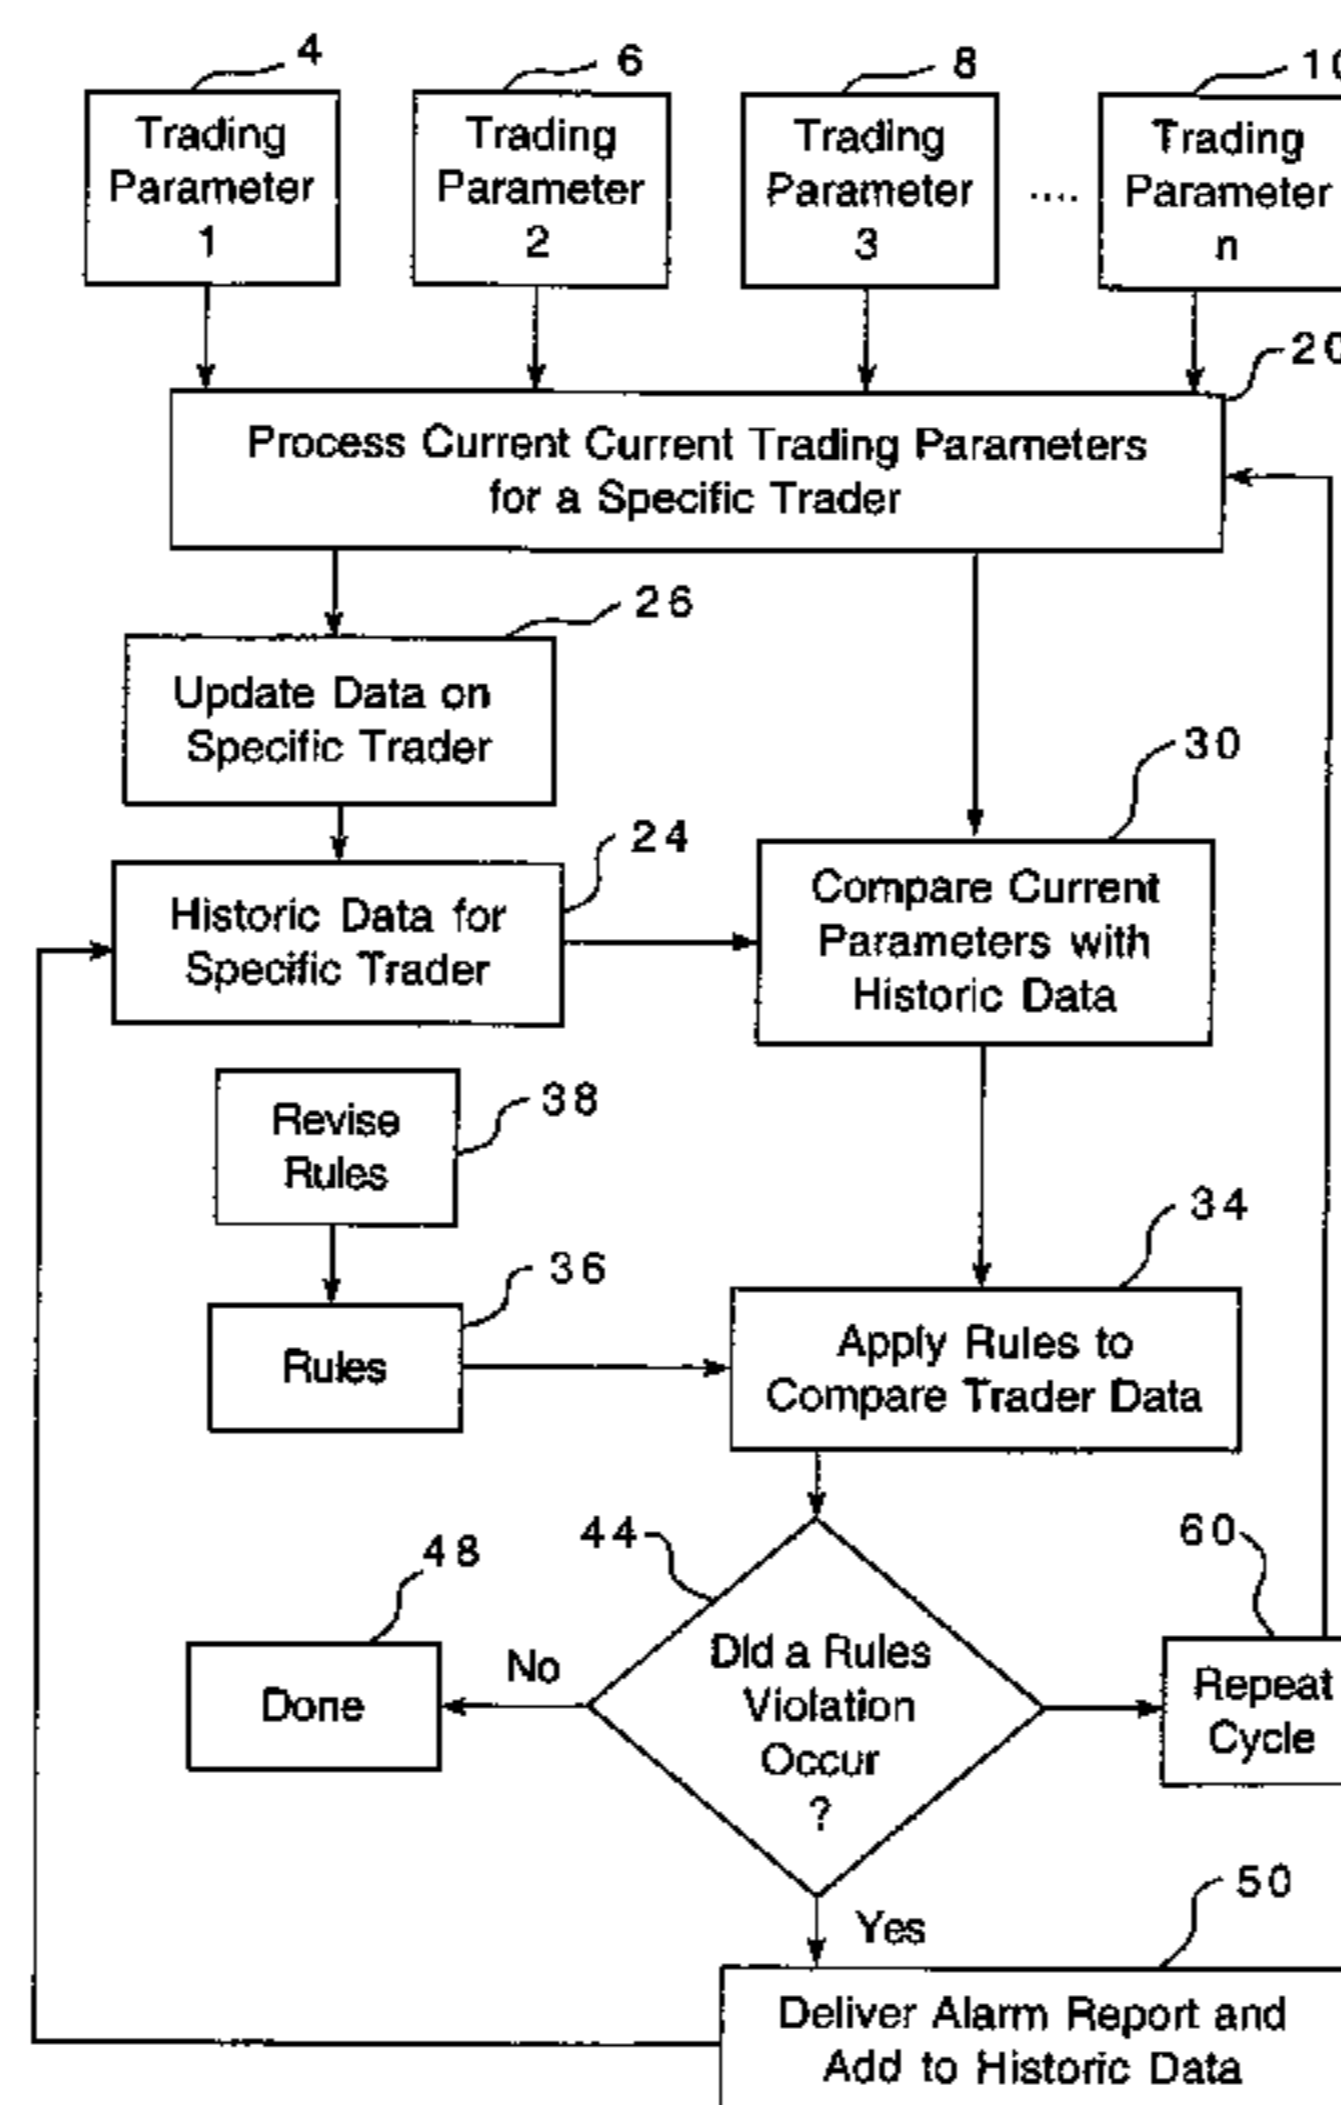 4
6
8
10
Trading
Parameter
1
Trading
Parameter
2
Trading
Parameter
3
....
Trading
Parameter
n
20
Process Current Current Trading Parameters
for a Specific Trader
26
Update Data on
Specific Trader
30
24
Historic Data for
Specific Trader
Compare Current
Parameters with
Historic Data
38
Revise
Rules
34
36
Rules
Apply Rules to
Compare Trader Data
44
60
48
Done
No
Did a Rules
Violation
Occur
?
Repeat
Cycle
50
Yes
Deliver Alarm Report and
Add to Historic Data